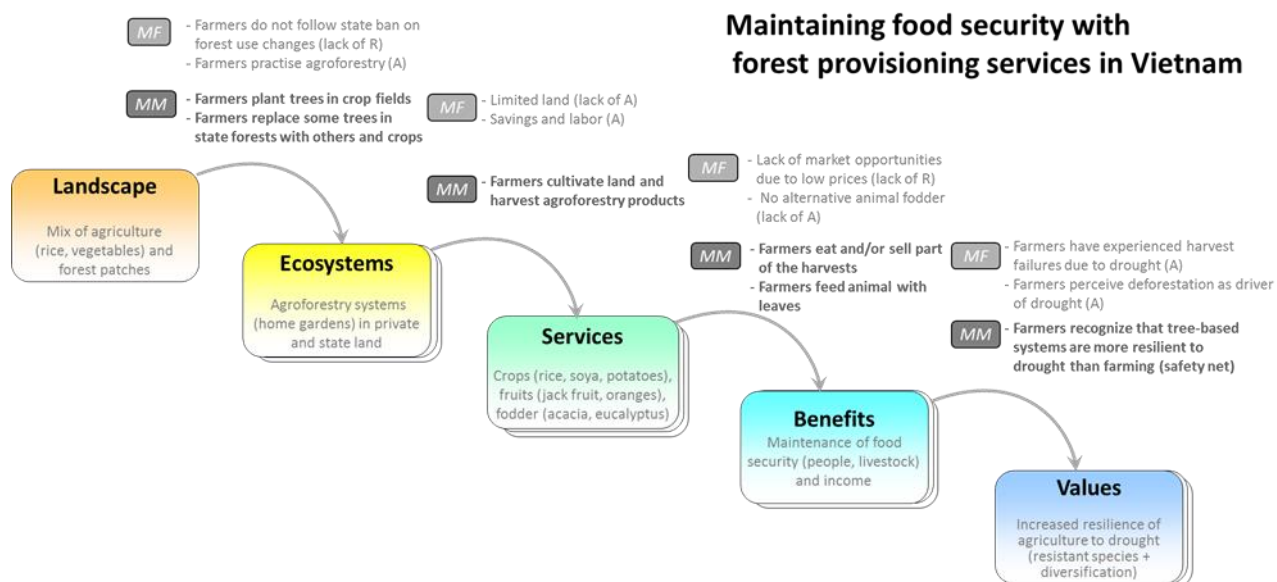 Maintaining food security with
forest provisioning services in Vietnam
MF
- Farmers do not follow state ban on
forest use changes (lack of R)
- Farmers practise agroforestry (A)
MM
- Farmers plant trees in crop fields
- Farmers replace some trees in
state forests with others and crops
MF
- Limited land (lack of A)
- Savings and labor (A)
MM
- Farmers cultivate land and
harvest agroforestry products
MF
- Lack of market opportunities
due to low prices (lack of R)
- No alternative animal fodder
(lack of A)
MM
- Farmers eat and/or sell part
of the harvests
- Farmers feed animal with
leaves
MF
- Farmers have experienced harvest
failures due to drought (A)
- Farmers perceive deforestation as driver
of drought (A)
MM
- Farmers recognize that tree-based
systems are more resilient to
drought than farming (safety net)
Landscape
Mix of agriculture
(rice, vegetables) and
forest patches
Ecosystems
Agroforestry systems
(home gardens) in private
and state land
Services
Crops (rice, soya, potatoes),
fruits (jack fruit, oranges),
fodder (acacia, eucalyptus)
Benefits
Maintenance of food
security (people, livestock)
and income
Values
Increased resilience of
agriculture to drought
(resistant species +
diversification)